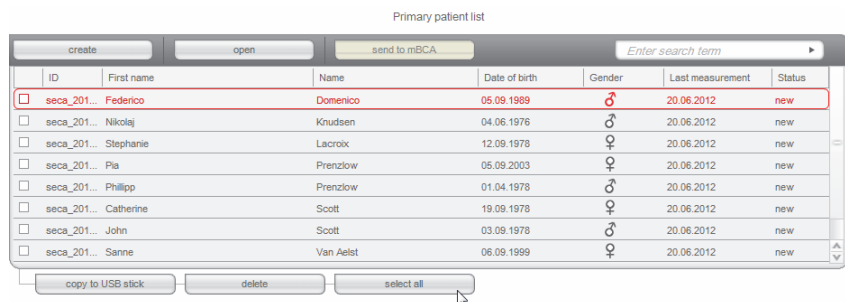 Primary patient list
create open send to mBCA Enter search term
ID First name Name Date of birth Gender Last measurement Status
seca_201... Federico Domenico 05.09.1989 20.06.2012 new
seca_201... Nikolaj Knudsen 04.06.1976 20.06.2012 new
seca_201... Stephanie Lacroix 12.09.1978 20.06.2012 new
seca_201... Pia Prenzlow 05.09.2003 20.06.2012 new
seca_201... Phillipp Prenzlow 01.04.1978 20.06.2012 new
seca_201... Catherine Scott 19.09.1978 20.06.2012 new
seca_201... John Scott 03.09.1978 20.06.2012 new
seca_201... Sanne Van Aelst 06.09.1999 20.06.2012 new
copy to USB stick delete select all